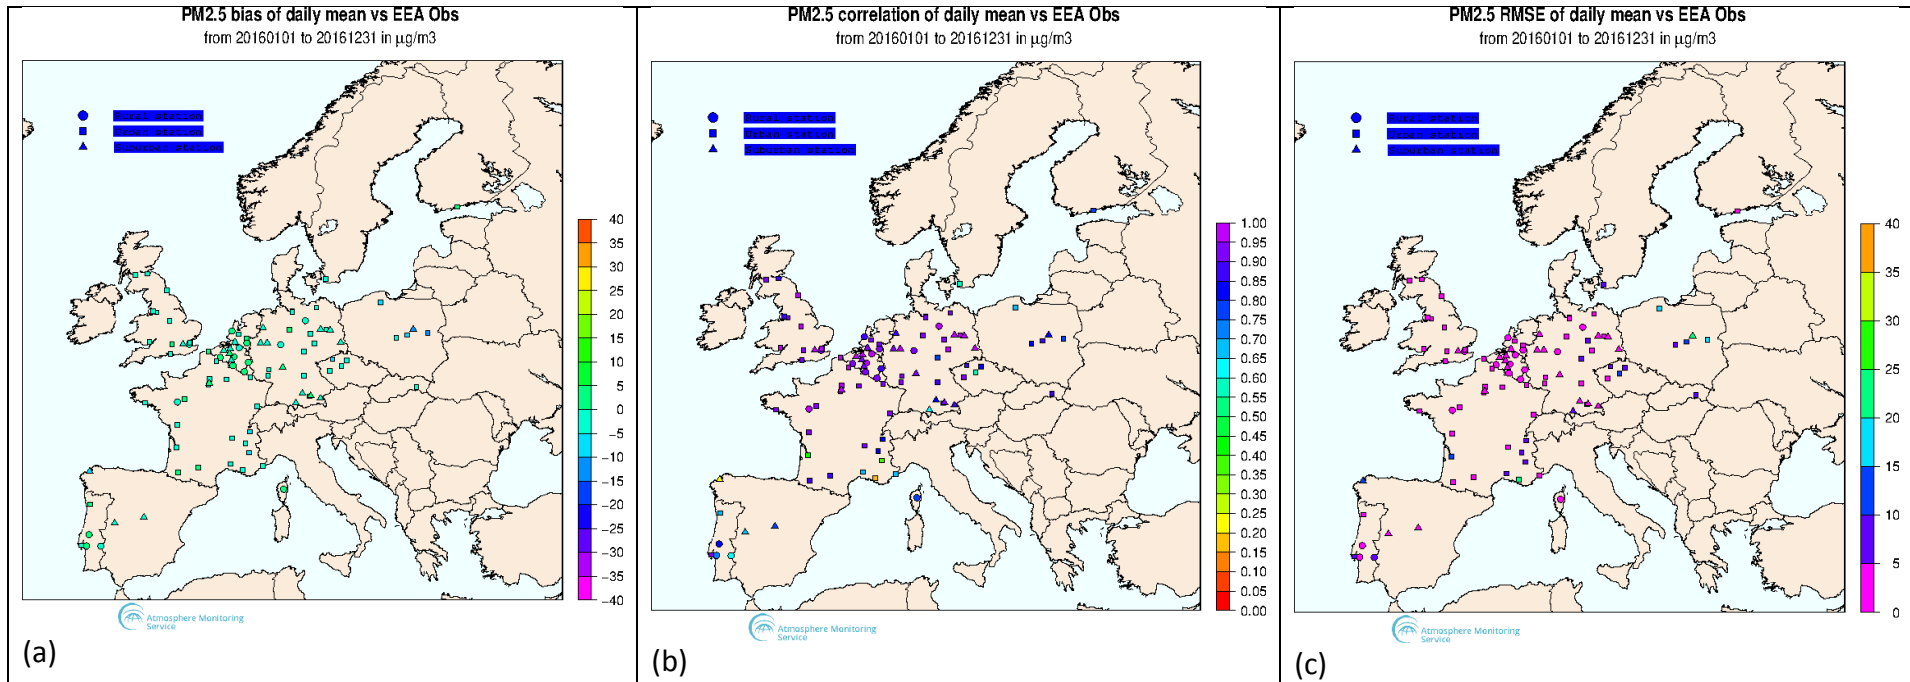 PM2.5 bias of daily mean vs EEA Obs
from 20160101 to 20161231 in µg/m3
Rural station
Urban station
Suburban station
40
35
30
25
20
15
10
5
0
−5
−10
−15
−20
−25
−30
−35
−40
Atmosphere Monitoring
Service
(a)
PM2.5 correlation of daily mean vs EEA Obs
from 20160101 to 20161231 in µg/m3
Rural station
Urban station
Suburban station
1.00
0.95
0.90
0.85
0.80
0.75
0.70
0.65
0.60
0.55
0.50
0.45
0.40
0.35
0.30
0.25
0.20
0.15
0.10
0.05
0.00
Atmosphere Monitoring
Service
(b)
PM2.5 RMSE of daily mean vs EEA Obs
from 20160101 to 20161231 in µg/m3
Rural station
Urban station
Suburban station
40
35
30
25
20
15
10
5
0
Atmosphere Monitoring
Service
(c)